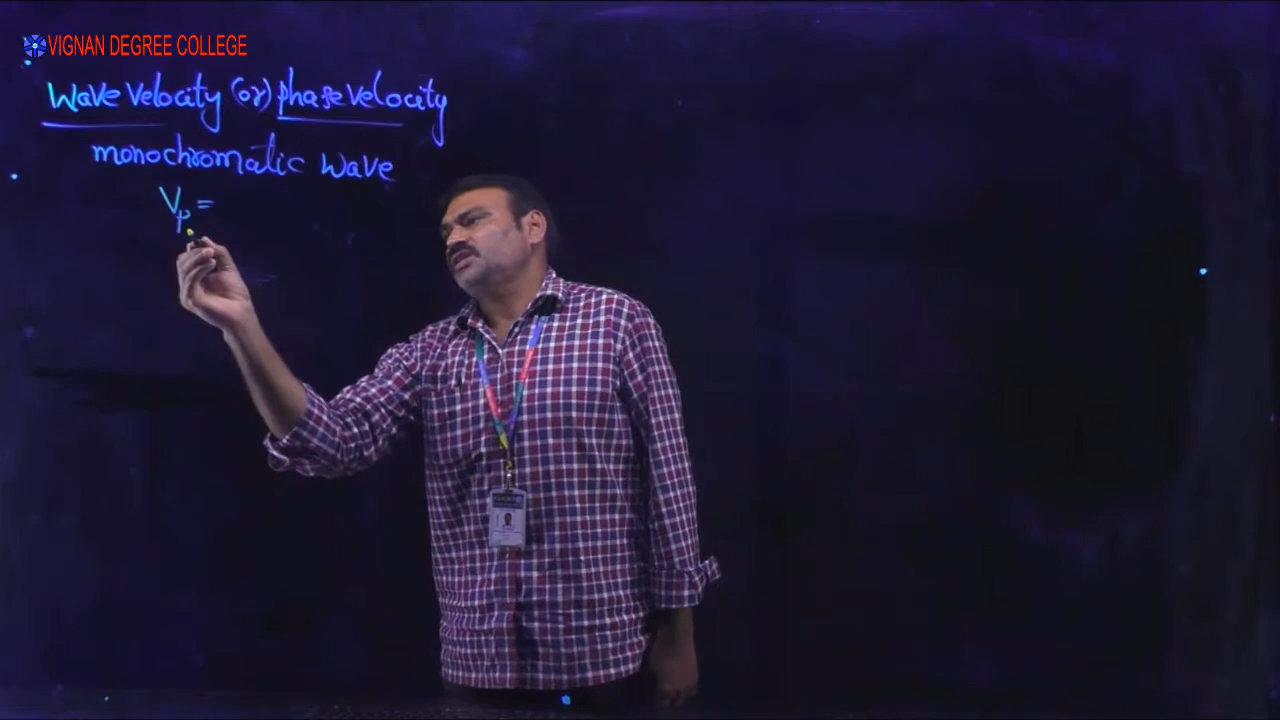 VIGNAN DEGREE COLLEGE
Wave velocity (or) phase velocity
monochromatic wave
Vp =